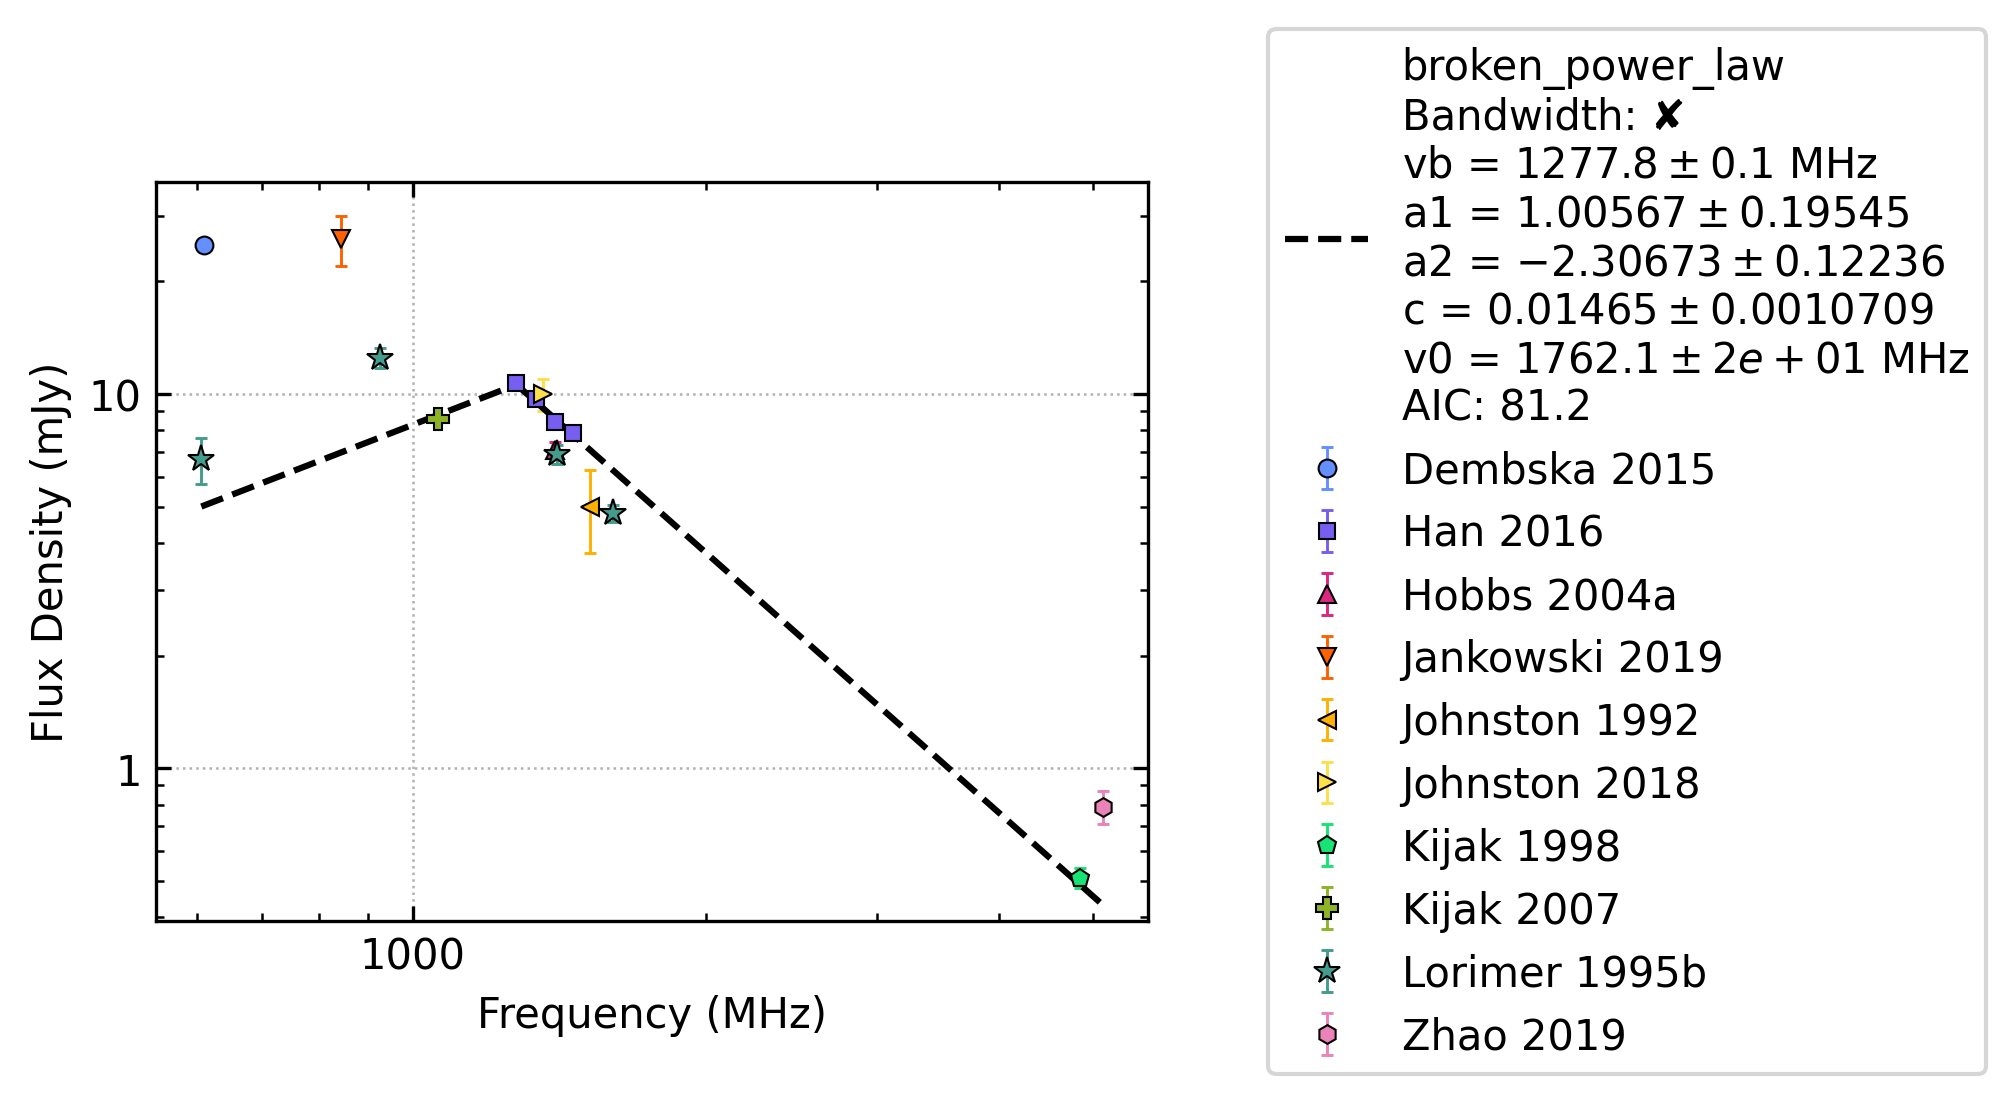 Flux Density (mJy)
10
1
1000
Frequency (MHz)
broken_power_law
Bandwidth: ✘
vb = 1277.8 ± 0.1 MHz
a1 = 1.00567 ± 0.19545
a2 = −2.30673 ± 0.12236
c = 0.01465 ± 0.0010709
v0 = 1762.1 ± 2e + 01 MHz
AIC: 81.2
Dembska 2015
Han 2016
Hobbs 2004a
Jankowski 2019
Johnston 1992
Johnston 2018
Kijak 1998
Kijak 2007
Lorimer 1995b
Zhao 2019